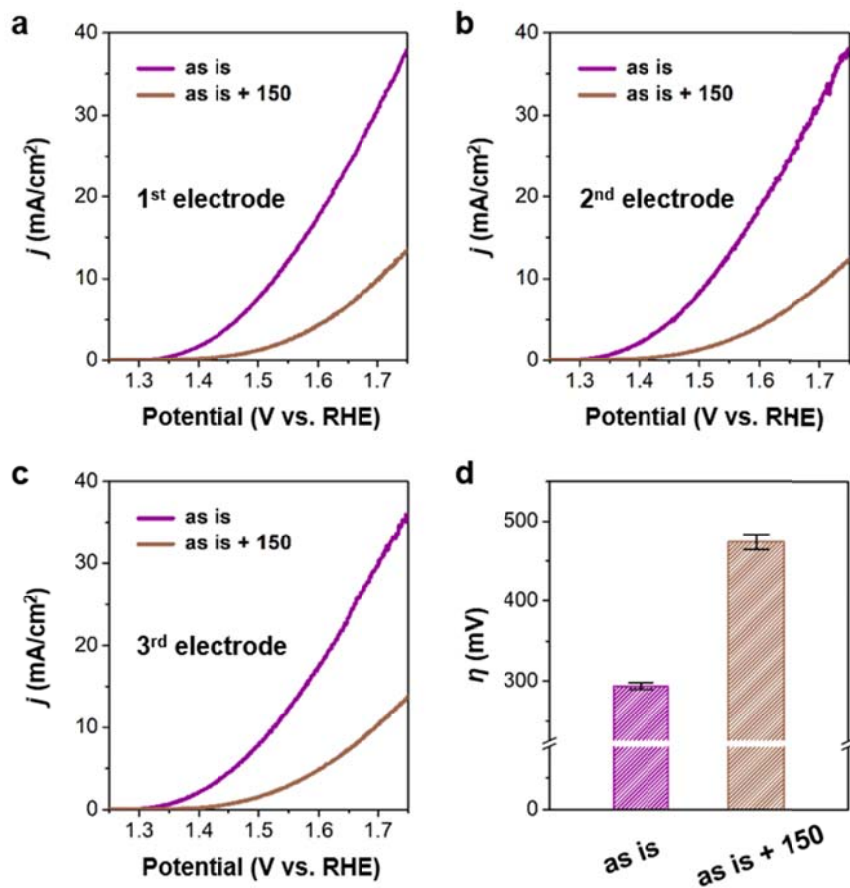 a
40
30
20
10
0
j (mA/cm²)
as is
as is + 150
1st electrode
1.3 1.4 1.5 1.6 1.7
Potential (V vs. RHE)
b
40
30
20
10
0
j (mA/cm²)
as is
as is + 150
2nd electrode
1.3 1.4 1.5 1.6 1.7
Potential (V vs. RHE)
c
40
30
20
10
0
j (mA/cm²)
as is
as is + 150
3rd electrode
1.3 1.4 1.5 1.6 1.7
Potential (V vs. RHE)
d
500
400
300
0
η (mV)
as is
as is + 150